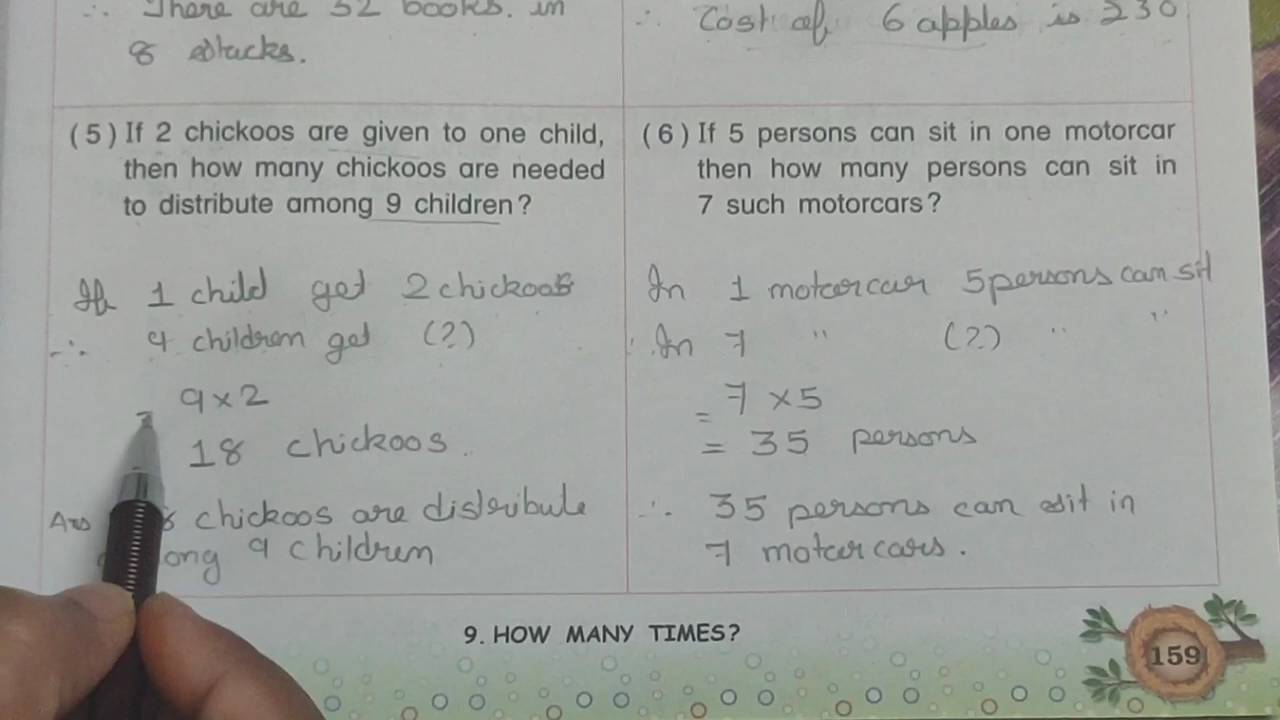 ∴ There are 32 books in
8 stacks.
∴ Cost of 6 apples is 230
(5) If 2 chickoos are given to one child,
then how many chickoos are needed
to distribute among 9 children?
If 1 child get 2 chickoos
∴ 9 children get (?)
9 × 2
18 chickoos.
Ans 8 chickoos are distribute
ong 9 children
(6) If 5 persons can sit in one motorcar
then how many persons can sit in
7 such motorcars?
In 1 motorcar 5 persons can sit
∴ In 7 " (?) " "
= 7 × 5
= 35 persons
∴ 35 persons can sit in
7 motorcars.
9. HOW MANY TIMES?
159